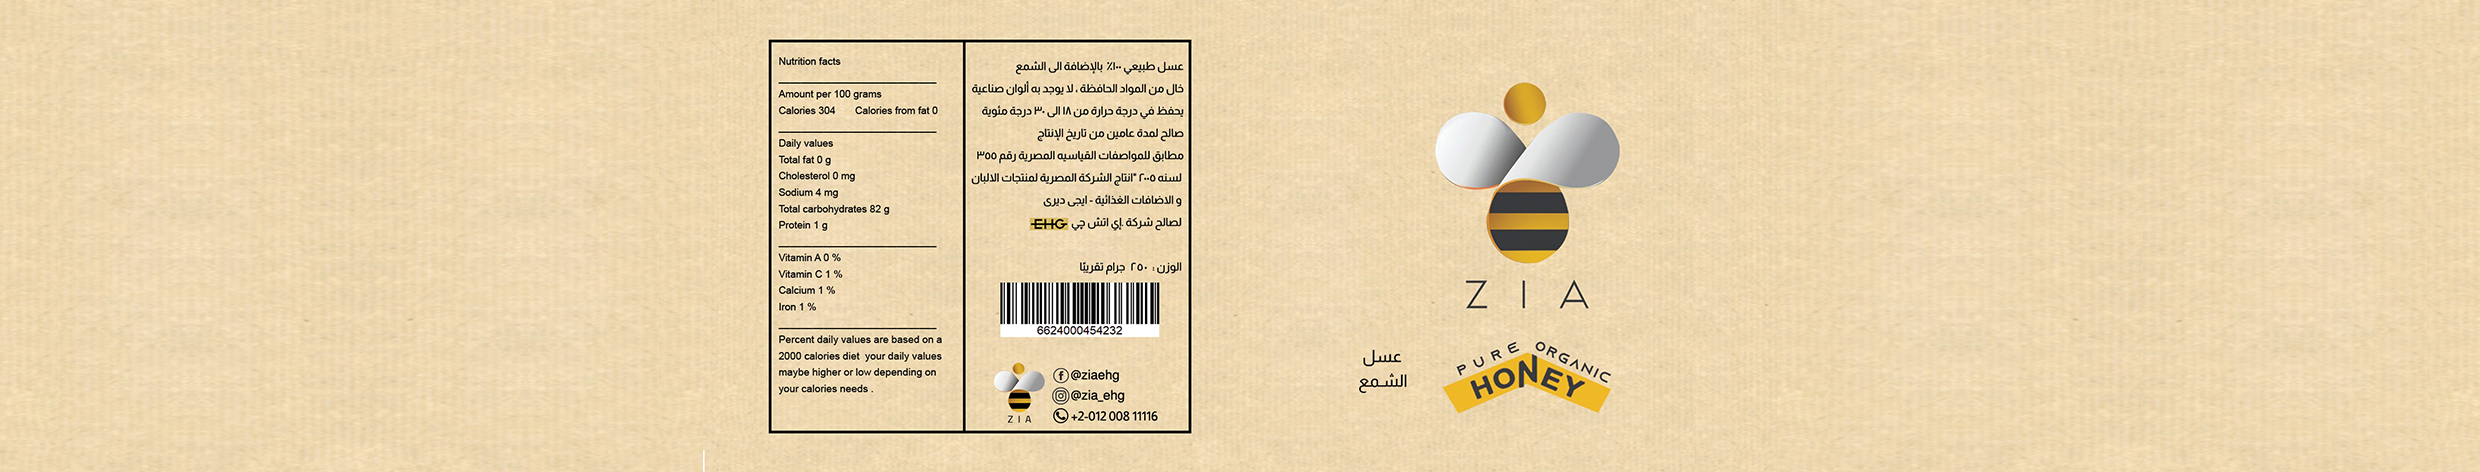 Nutrition facts
Amount per 100 grams
Calories 304 Calories from fat 0
Daily values
Total fat 0 g
Cholesterol 0 mg
Sodium 4 mg
Total carbohydrates 82 g
Protein 1 g
Vitamin A 0 %
Vitamin C 1 %
Calcium 1 %
Iron 1 %
Percent daily values are based on a
2000 calories diet your daily values
maybe higher or low depending on
your calories needs .
عسل طبيعي ١٠٠٪ بالإضافة الى الشمع
خال من المواد الحافظة ، لا يوجد به ألوان صناعية
يحفظ في درجة حرارة من ١٨ الى ٣٠ درجة مئوية
صالح لمدة عامين من تاريخ الإنتاج
مطابق للمواصفات القياسيه المصرية رقم ٣٥٥
لسنه ٢٠٠٥ "انتاج الشركة المصرية لمنتجات الالبان
و الاضافات الغذائية - ايجى ديرى
لصالح شركة .إي اتش چي EHG
الوزن : ٢٥٠ جرام تقريبًا
6624000454232
@ziaehg
@zia_ehg
+2-012 008 11116
ZIA
ZIA
عسل
الشمع
PURE ORGANIC
HONEY